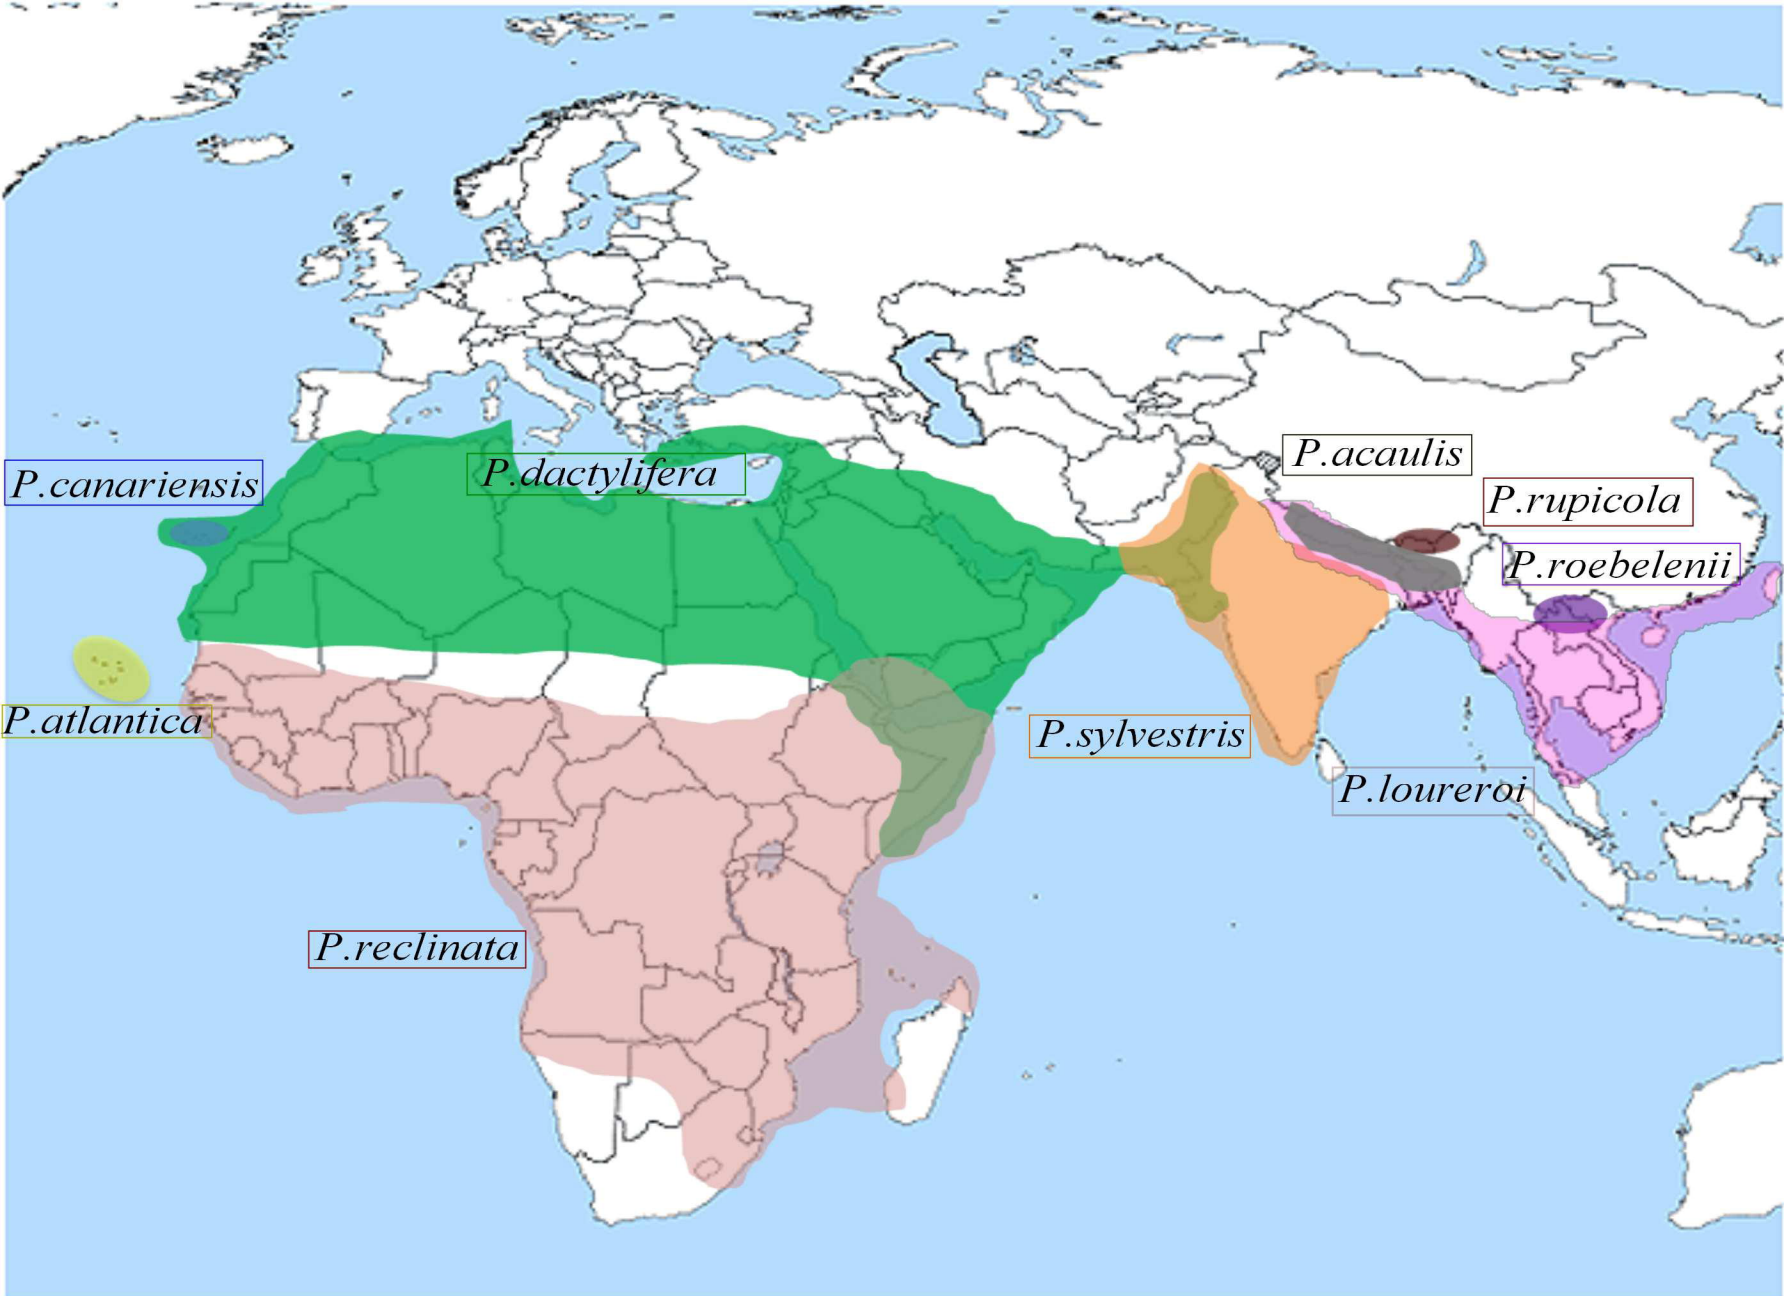 P.acaulis
P.canariensis
P.dactylifera
P.rupicola
P.roebelenii
P.atlantica
P.sylvestris
P.loureroi
P.reclinata